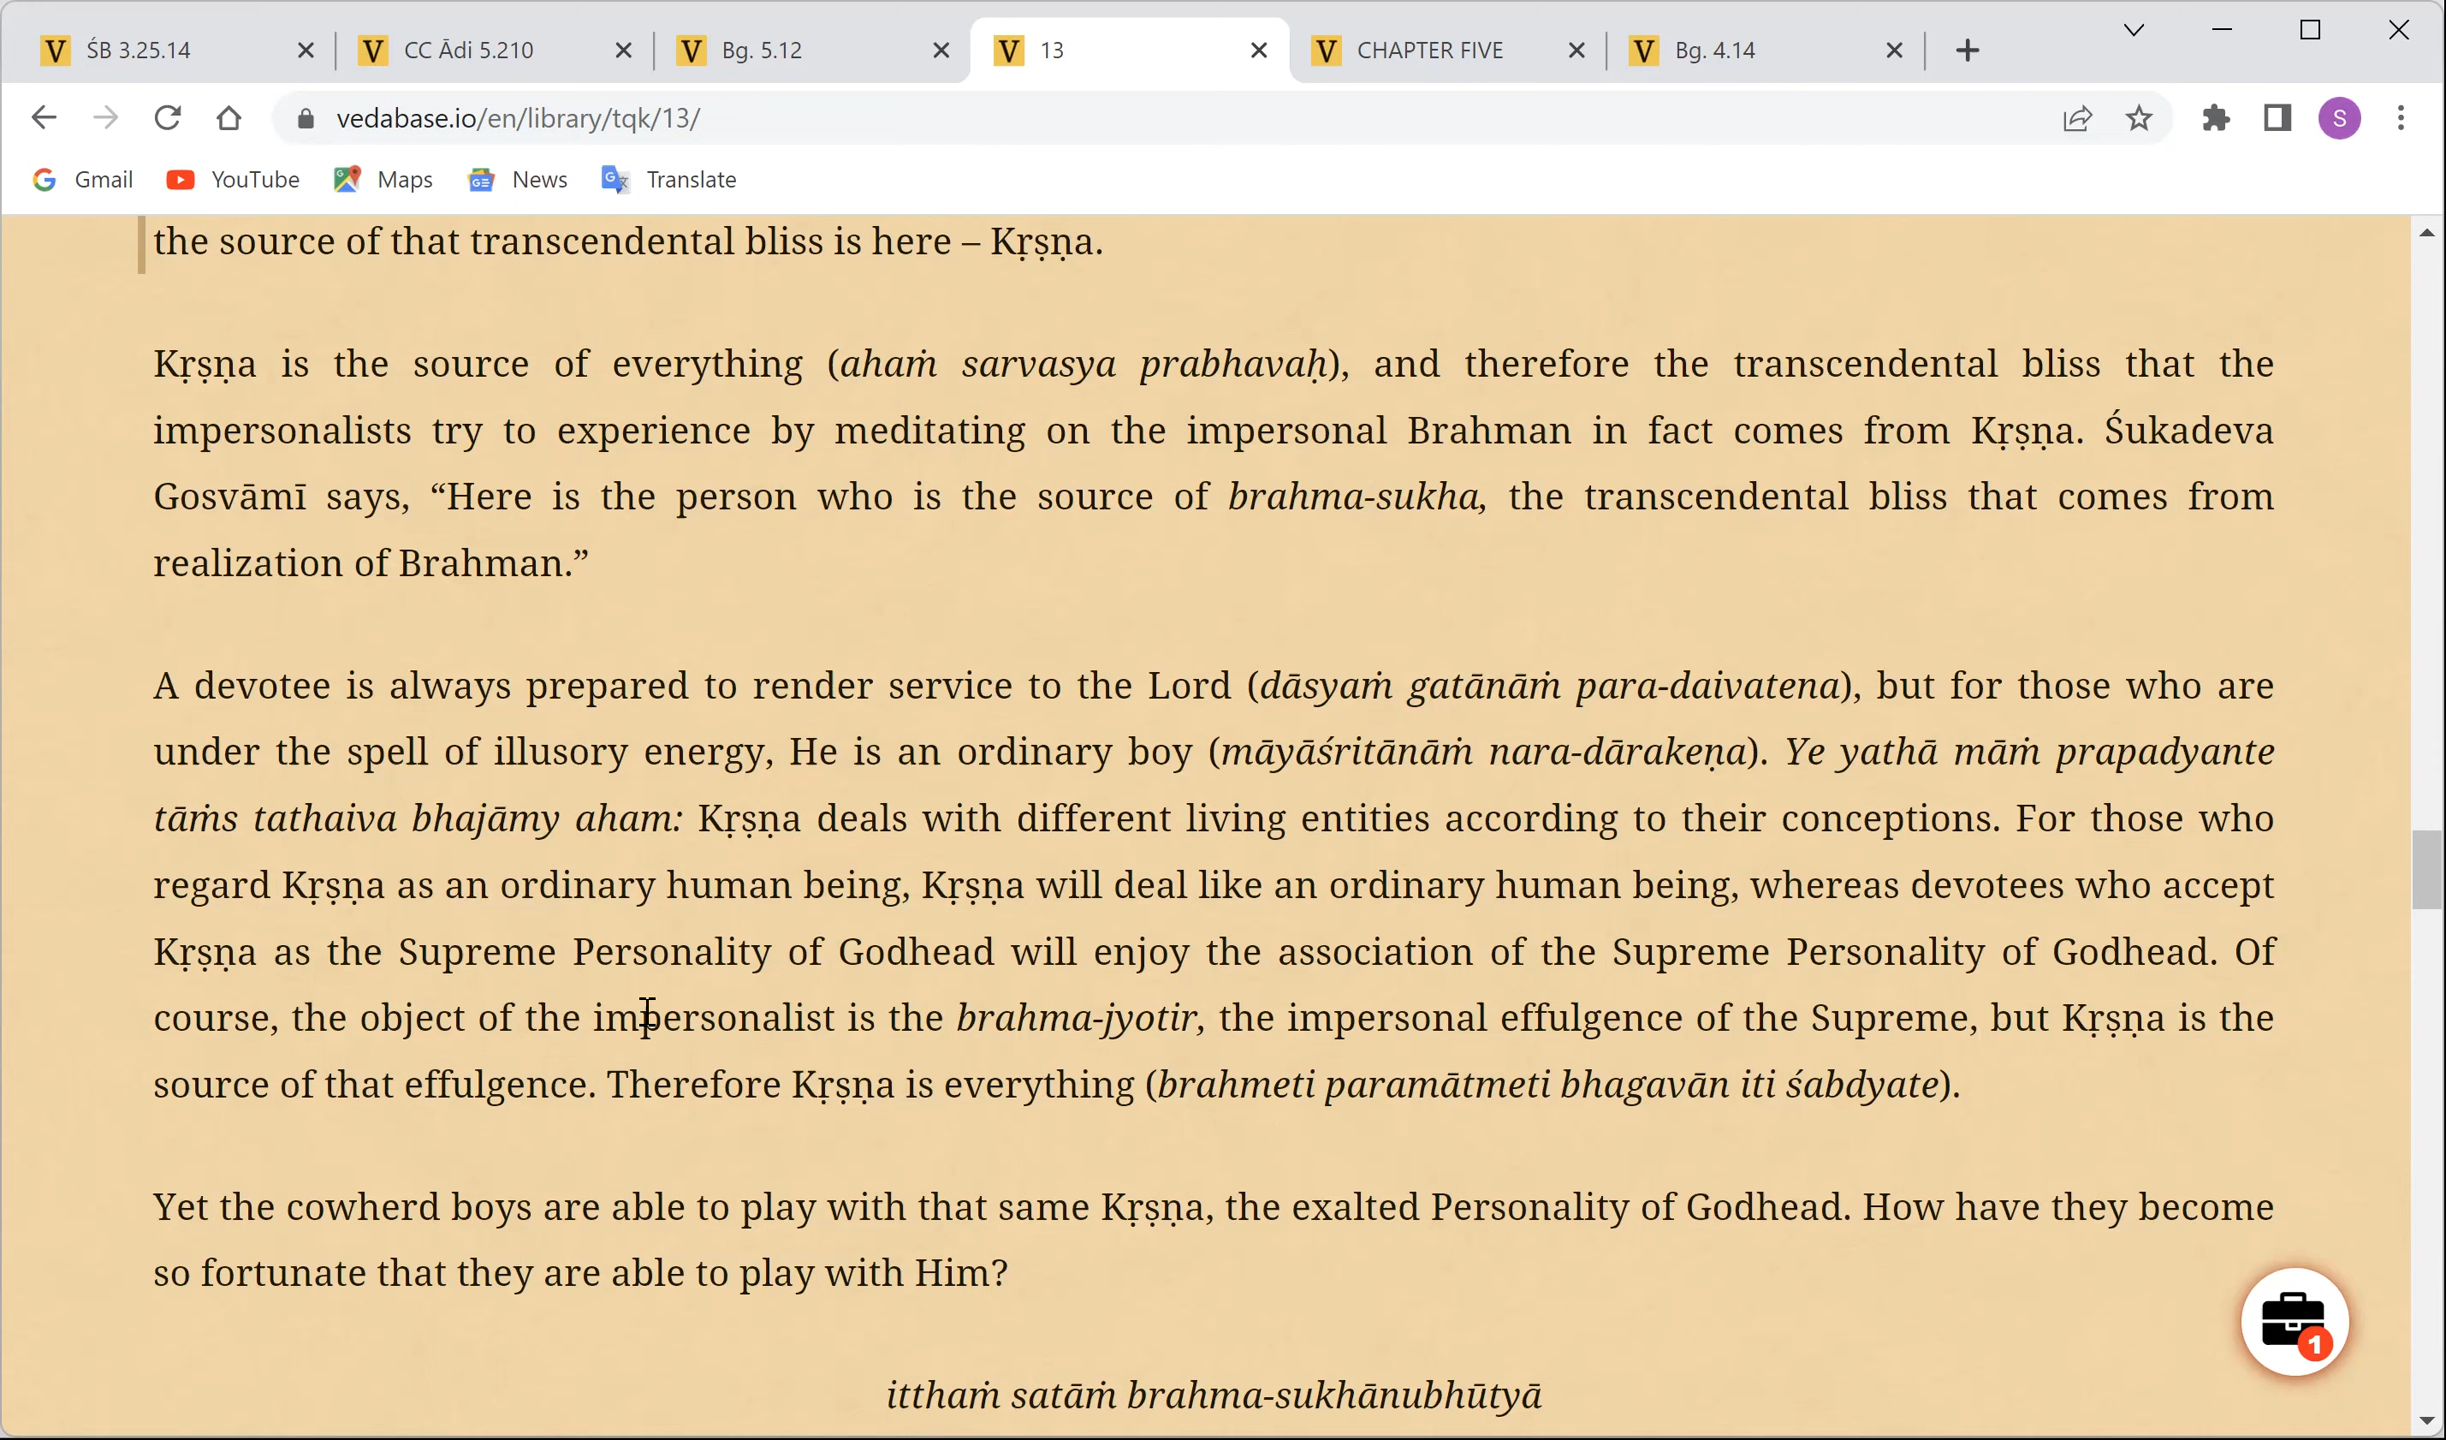 ŚB 3.25.14
CC Ādi 5.210
Bg. 5.12
13
CHAPTER FIVE
Bg. 4.14
vedabase.io/en/library/tqk/13/
S
Gmail
YouTube
Maps
News
Translate
the source of that transcendental bliss is here – Kṛṣṇa.
Kṛṣṇa is the source of everything (ahaṁ sarvasya prabhavaḥ), and therefore the transcendental bliss that the
impersonalists try to experience by meditating on the impersonal Brahman in fact comes from Kṛṣṇa. Śukadeva
Gosvāmī says, “Here is the person who is the source of brahma-sukha, the transcendental bliss that comes from
realization of Brahman.”
A devotee is always prepared to render service to the Lord (dāsyaṁ gatānāṁ para-daivatena), but for those who are
under the spell of illusory energy, He is an ordinary boy (māyāśritānāṁ nara-dārakeṇa). Ye yathā māṁ prapadyante
tāṁs tathaiva bhajāmy aham: Kṛṣṇa deals with different living entities according to their conceptions. For those who
regard Kṛṣṇa as an ordinary human being, Kṛṣṇa will deal like an ordinary human being, whereas devotees who accept
Kṛṣṇa as the Supreme Personality of Godhead will enjoy the association of the Supreme Personality of Godhead. Of
course, the object of the impersonalist is the brahma-jyotir, the impersonal effulgence of the Supreme, but Kṛṣṇa is the
source of that effulgence. Therefore Kṛṣṇa is everything (brahmeti paramātmeti bhagavān iti śabdyate).
Yet the cowherd boys are able to play with that same Kṛṣṇa, the exalted Personality of Godhead. How have they become
so fortunate that they are able to play with Him?
1
itthaṁ satāṁ brahma-sukhānubhūtyā